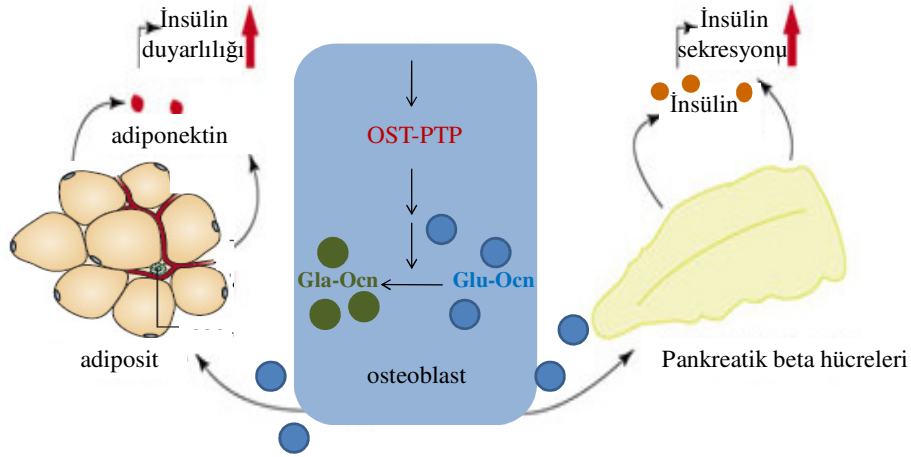 İnsülin
duyarlılığı
adiponektin
adiposit
OST-PTP
Gla-Ocn
Glu-Ocn
osteoblast
İnsülin
sekresyonu
İnsülin
Pankreatik beta hücreleri